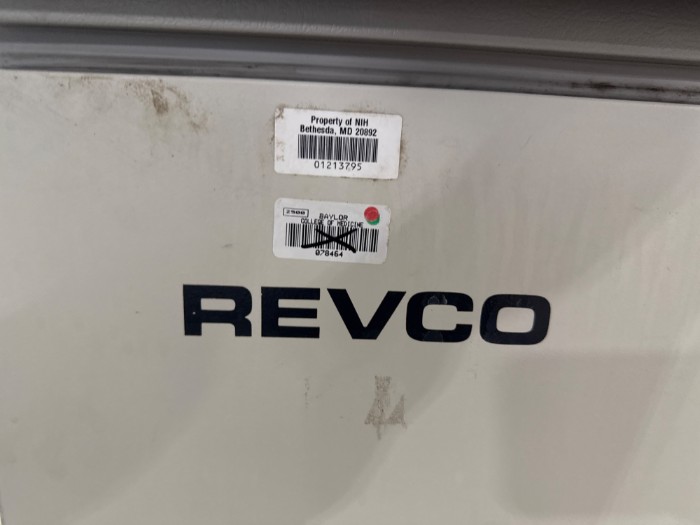 Property of NIH
Bethesda, MD 20892
01213795
BAYLOR
COLLEGE OF MEDICINE
078464
REVCO